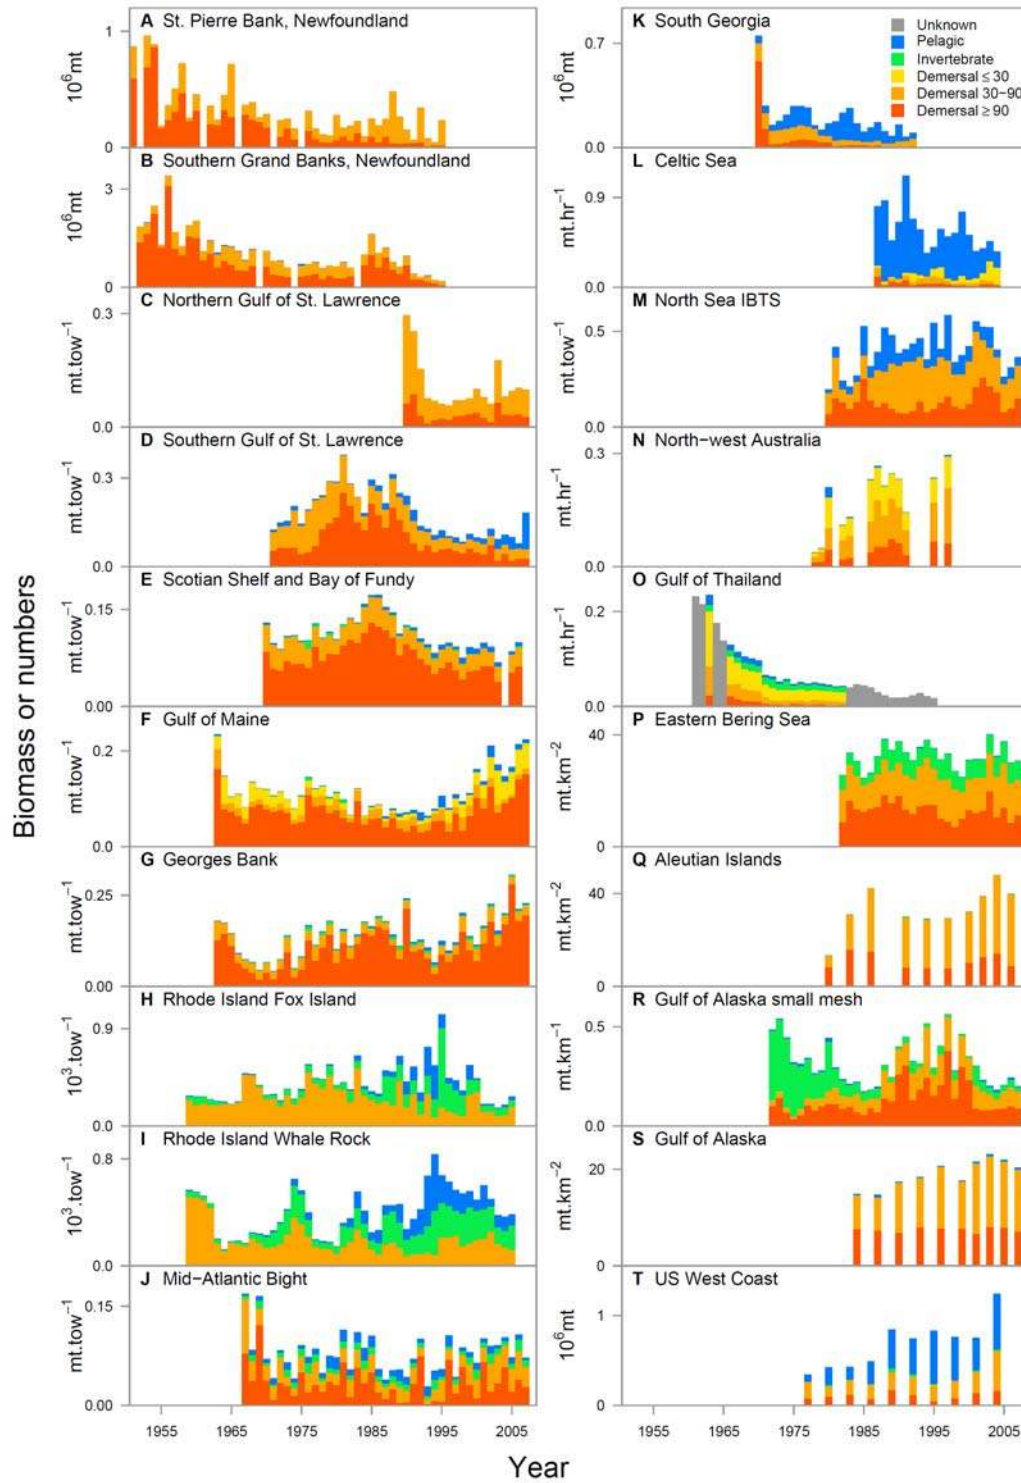 A St. Pierre Bank, Newfoundland
1
0
10⁶mt
B Southern Grand Banks, Newfoundland
3
0
10⁶mt
C Northern Gulf of St. Lawrence
0.3
0.0
mt.tow⁻¹
D Southern Gulf of St. Lawrence
0.3
0.0
mt.tow⁻¹
E Scotian Shelf and Bay of Fundy
0.15
0.00
mt.tow⁻¹
F Gulf of Maine
0.2
0.0
mt.tow⁻¹
G Georges Bank
0.25
0.00
mt.tow⁻¹
H Rhode Island Fox Island
0.9
0.0
10³.tow⁻¹
I Rhode Island Whale Rock
0.8
0.0
10³.tow⁻¹
J Mid−Atlantic Bight
0.15
0.00
mt.tow⁻¹
1955 1965 1975 1985 1995 2005
K South Georgia
0.7
0.0
10⁶mt
Unknown
Pelagic
Invertebrate
Demersal ≤ 30
Demersal 30−90
Demersal ≥ 90
L Celtic Sea
0.9
0.0
mt.hr⁻¹
M North Sea IBTS
0.5
0.0
mt.tow⁻¹
N North−west Australia
0.3
0.0
mt.hr⁻¹
O Gulf of Thailand
0.2
0.0
mt.hr⁻¹
P Eastern Bering Sea
40
0
mt.km⁻²
Q Aleutian Islands
40
0
mt.km⁻²
R Gulf of Alaska small mesh
0.5
0.0
mt.km⁻¹
S Gulf of Alaska
20
0
mt.km⁻²
T US West Coast
1
0
10⁶mt
1955 1965 1975 1985 1995 2005
Biomass or numbers
Year